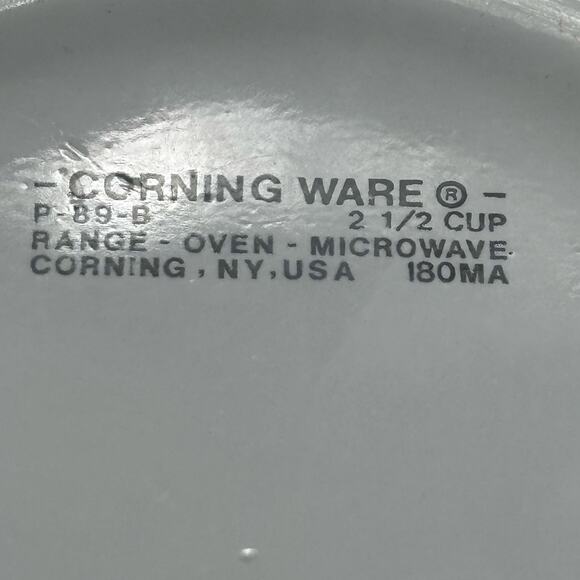 - CORNING WARE ® -
P-89-B 2 1/2 CUP
RANGE - OVEN - MICROWAVE
CORNING, NY, USA 180MA